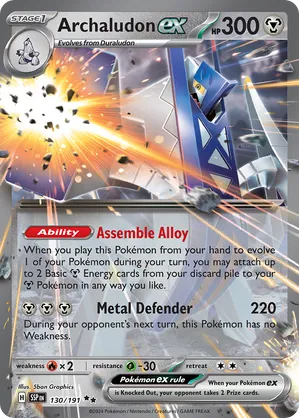 STAGE1 Archaludon ex HP 300
Evolves from Duraludon
Ability Assemble Alloy
When you play this Pokémon from your hand to evolve
1 of your Pokémon during your turn, you may attach up
to 2 Basic Energy cards from your discard pile to your
Pokémon in any way you like.
Metal Defender 220
During your opponent's next turn, this Pokémon has no
Weakness.
weakness ×2 resistance -30 retreat
Illus. 5ban Graphics
Pokémon ex rule
When your Pokémon ex is Knocked Out, your opponent takes 2 Prize cards.
H SSP EN 130/191
©2024 Pokémon / Nintendo / Creatures / GAME FREAK